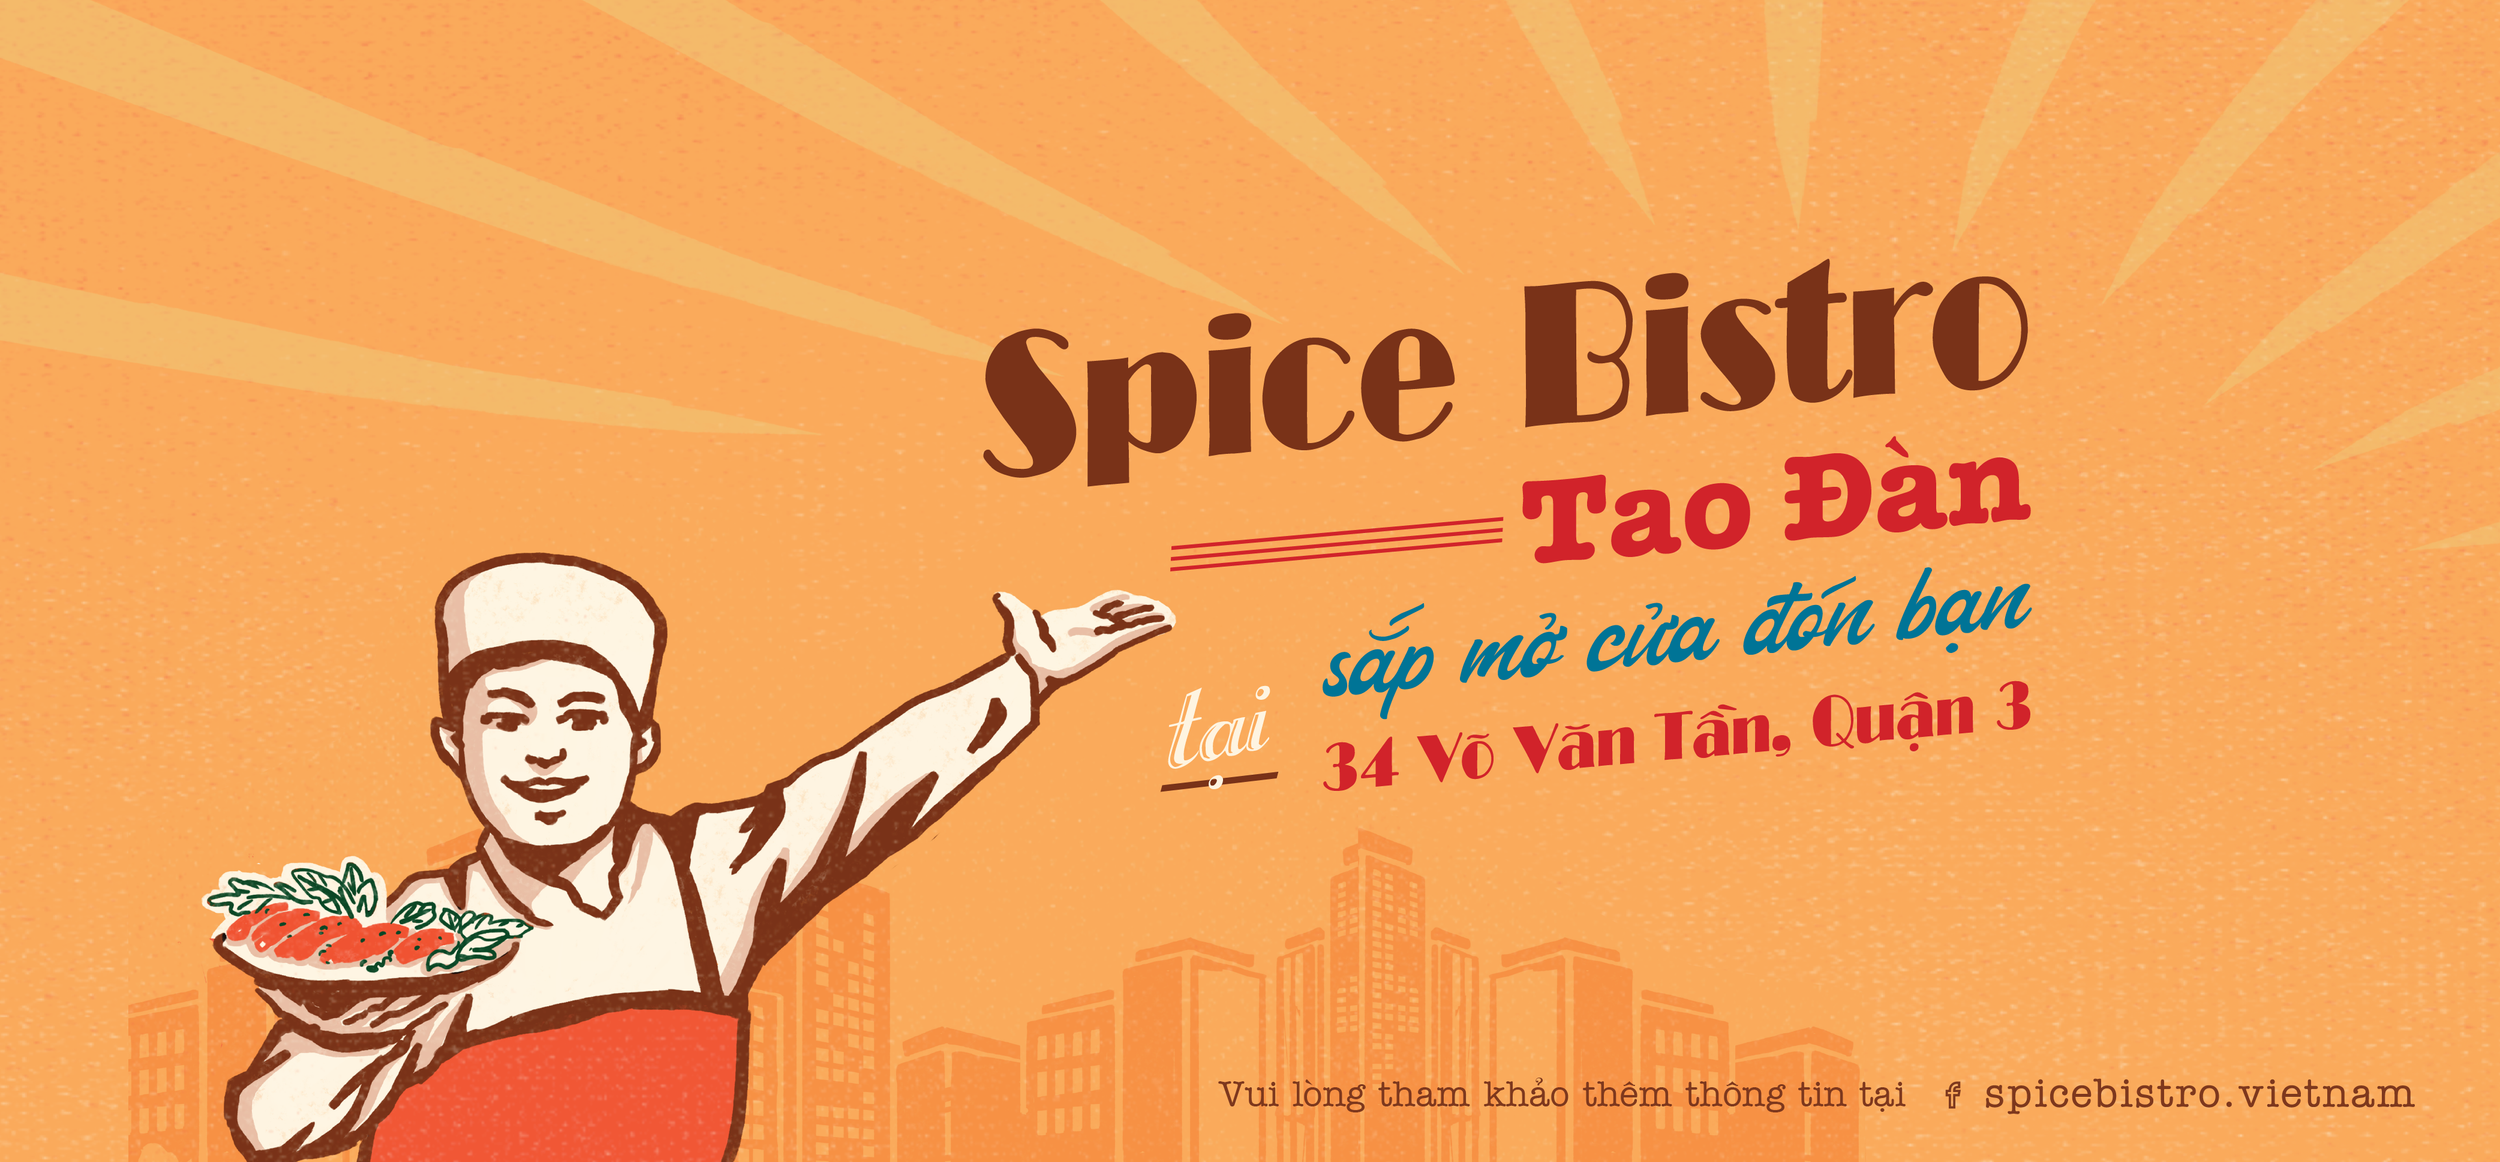 Spice Bistro
Tao Đàn
sắp mở cửa đón bạn
tại 34 Võ Văn Tần, Quận 3
Vui lòng tham khảo thêm thông tin tại f spicebistro.vietnam